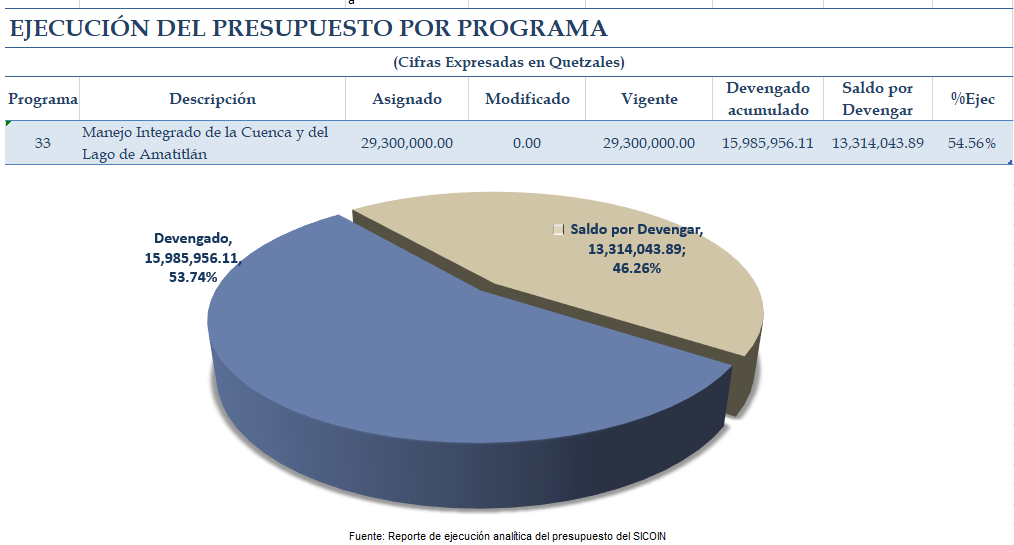 EJECUCIÓN DEL PRESUPUESTO POR PROGRAMA
(Cifras Expresadas en Quetzales)
Programa Descripción Asignado Modificado Vigente Devengado acumulado Saldo por Devengar %Ejec
33 Manejo Integrado de la Cuenca y del Lago de Amatitlán 29,300,000.00 0.00 29,300,000.00 15,985,956.11 13,314,043.89 54.56%
Devengado,
15,985,956.11,
53.74%
Saldo por Devengar,
13,314,043.89;
46.26%
Fuente: Reporte de ejecución analítica del presupuesto del SICOIN